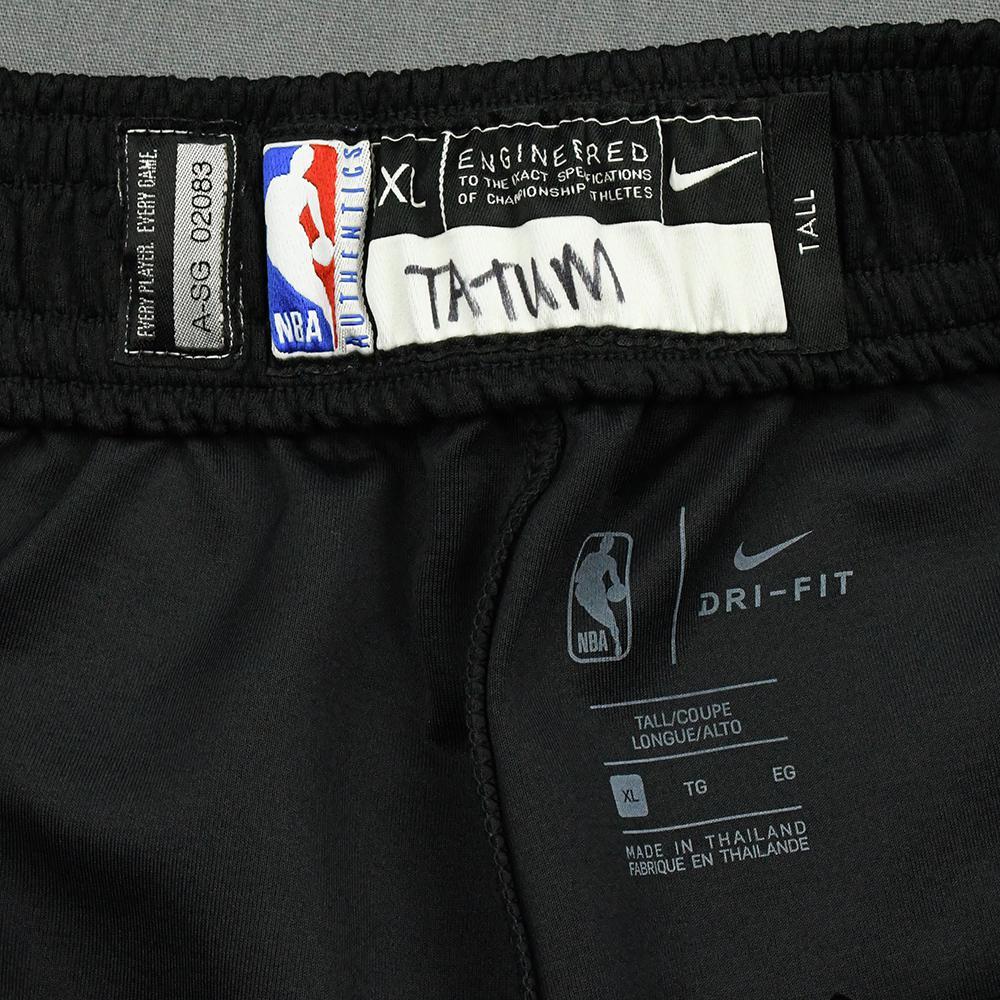 EVERY PLAYER. EVERY GAME.
A-SG 02083
NBA
AUTHENTICS
XL
ENGINEERED
TO THE EXACT SPECIFICATIONS
OF CHAMPIONSHIP ATHLETES
TATUM
TALL
NBA
DRI-FIT
TALL/COUPE
LONGUE/ALTO
XL TG EG
MADE IN THAILAND
FABRIQUE EN THAILANDE